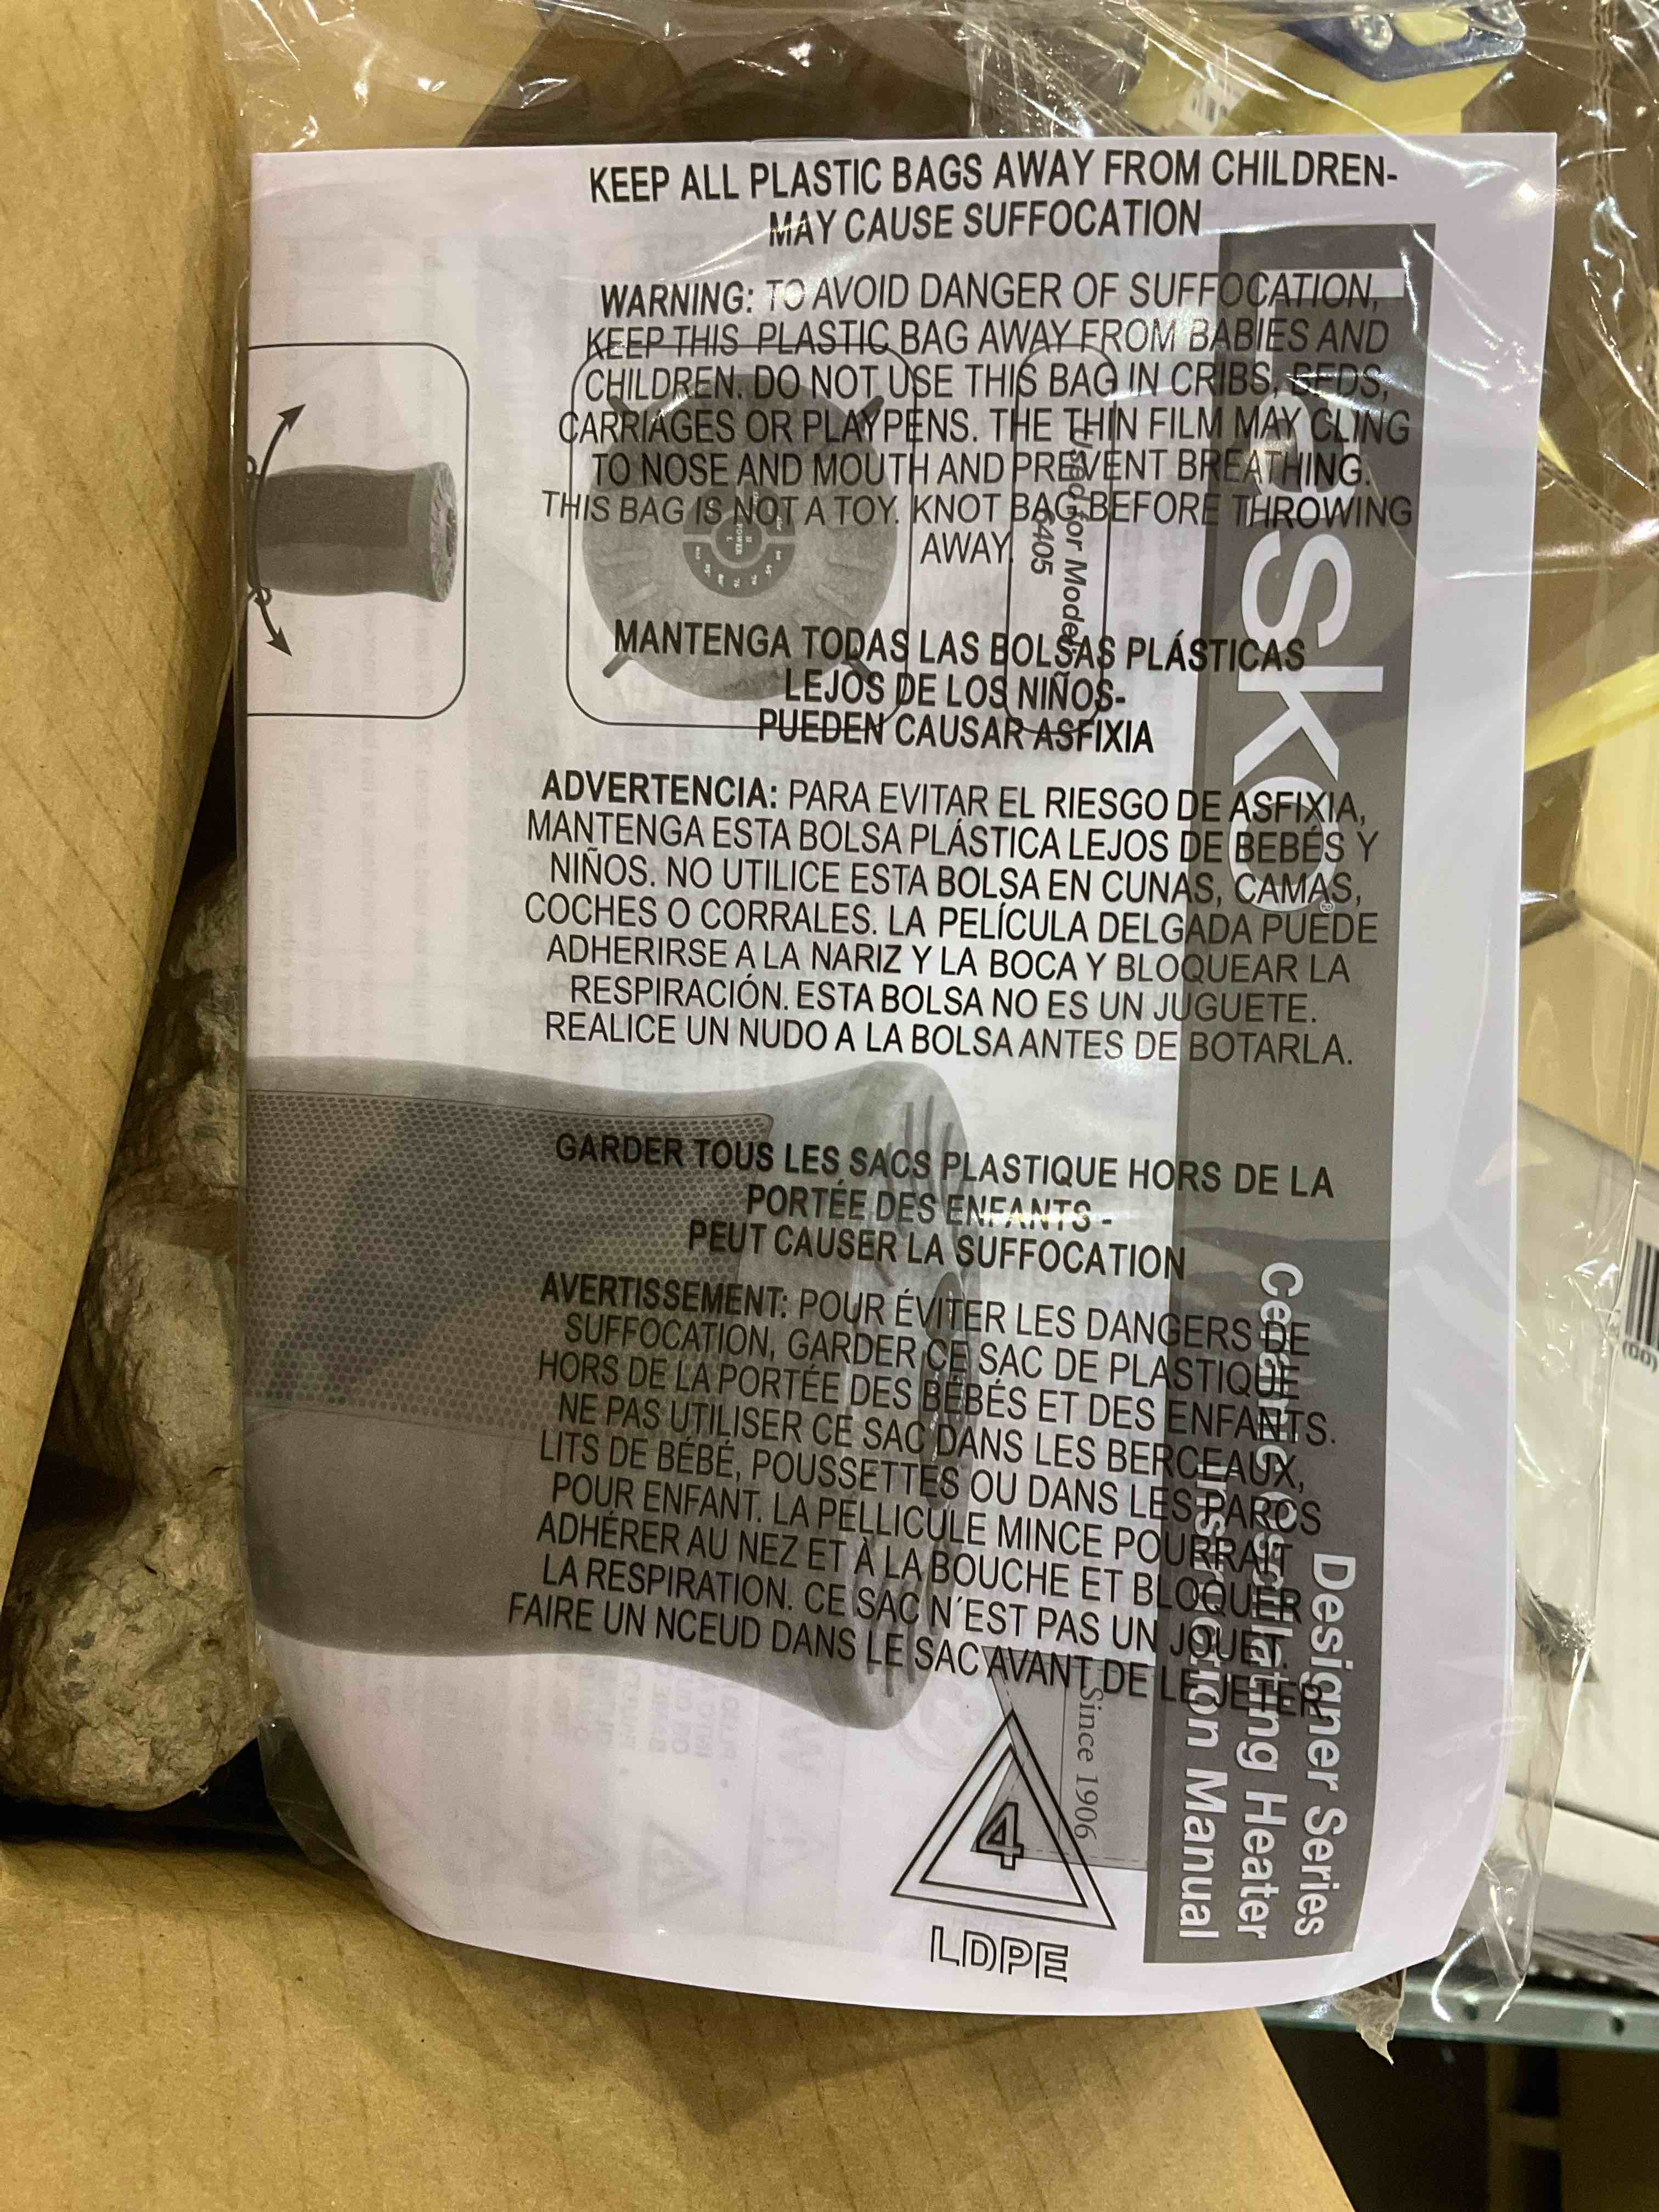 KEEP ALL PLASTIC BAGS AWAY FROM CHILDREN-
MAY CAUSE SUFFOCATION
WARNING: TO AVOID DANGER OF SUFFOCATION,
KEEP THIS PLASTIC BAG AWAY FROM BABIES AND
CHILDREN. DO NOT USE THIS BAG IN CRIBS, BEDS,
CARRIAGES OR PLAYPENS. THE THIN FILM MAY CLING
TO NOSE AND MOUTH AND PREVENT BREATHING.
THIS BAG IS NOT A TOY. KNOT BAG BEFORE THROWING
AWAY.
MANTENGA TODAS LAS BOLSAS PLÁSTICAS
LEJOS DE LOS NIÑOS-
PUEDEN CAUSAR ASFIXIA
ADVERTENCIA: PARA EVITAR EL RIESGO DE ASFIXIA,
MANTENGA ESTA BOLSA PLÁSTICA LEJOS DE BEBÉS Y
NIÑOS. NO UTILICE ESTA BOLSA EN CUNAS, CAMAS,
COCHES O CORRALES. LA PELÍCULA DELGADA PUEDE
ADHERIRSE A LA NARIZ Y LA BOCA Y BLOQUEAR LA
RESPIRACIÓN. ESTA BOLSA NO ES UN JUGUETE.
REALICE UN NUDO A LA BOLSA ANTES DE BOTARLA.
GARDER TOUS LES SACS PLASTIQUE HORS DE LA
PORTÉE DES ENFANTS -
PEUT CAUSER LA SUFFOCATION
AVERTISSEMENT: POUR ÉVITER LES DANGERS DE
SUFFOCATION, GARDER CE SAC DE PLASTIQUE
HORS DE LA PORTÉE DES BÉBÉS ET DES ENFANTS.
NE PAS UTILISER CE SAC DANS LES BERCEAUX,
LITS DE BÉBÉ, POUSSETTES OU DANS LES PARCS
POUR ENFANT. LA PELLICULE MINCE POURRAIT
ADHÉRER AU NEZ ET À LA BOUCHE ET BLOQUER
LA RESPIRATION. CE SAC N'EST PAS UN JOUET.
FAIRE UN NCEUD DANS LE SAC AVANT DE LE JETER.
4
LDPE
Lasko®
Designer Series
Ceramic Oscillating Heater
Instruction Manual
Used for Model
6405
POWER
Since 1906
(00)